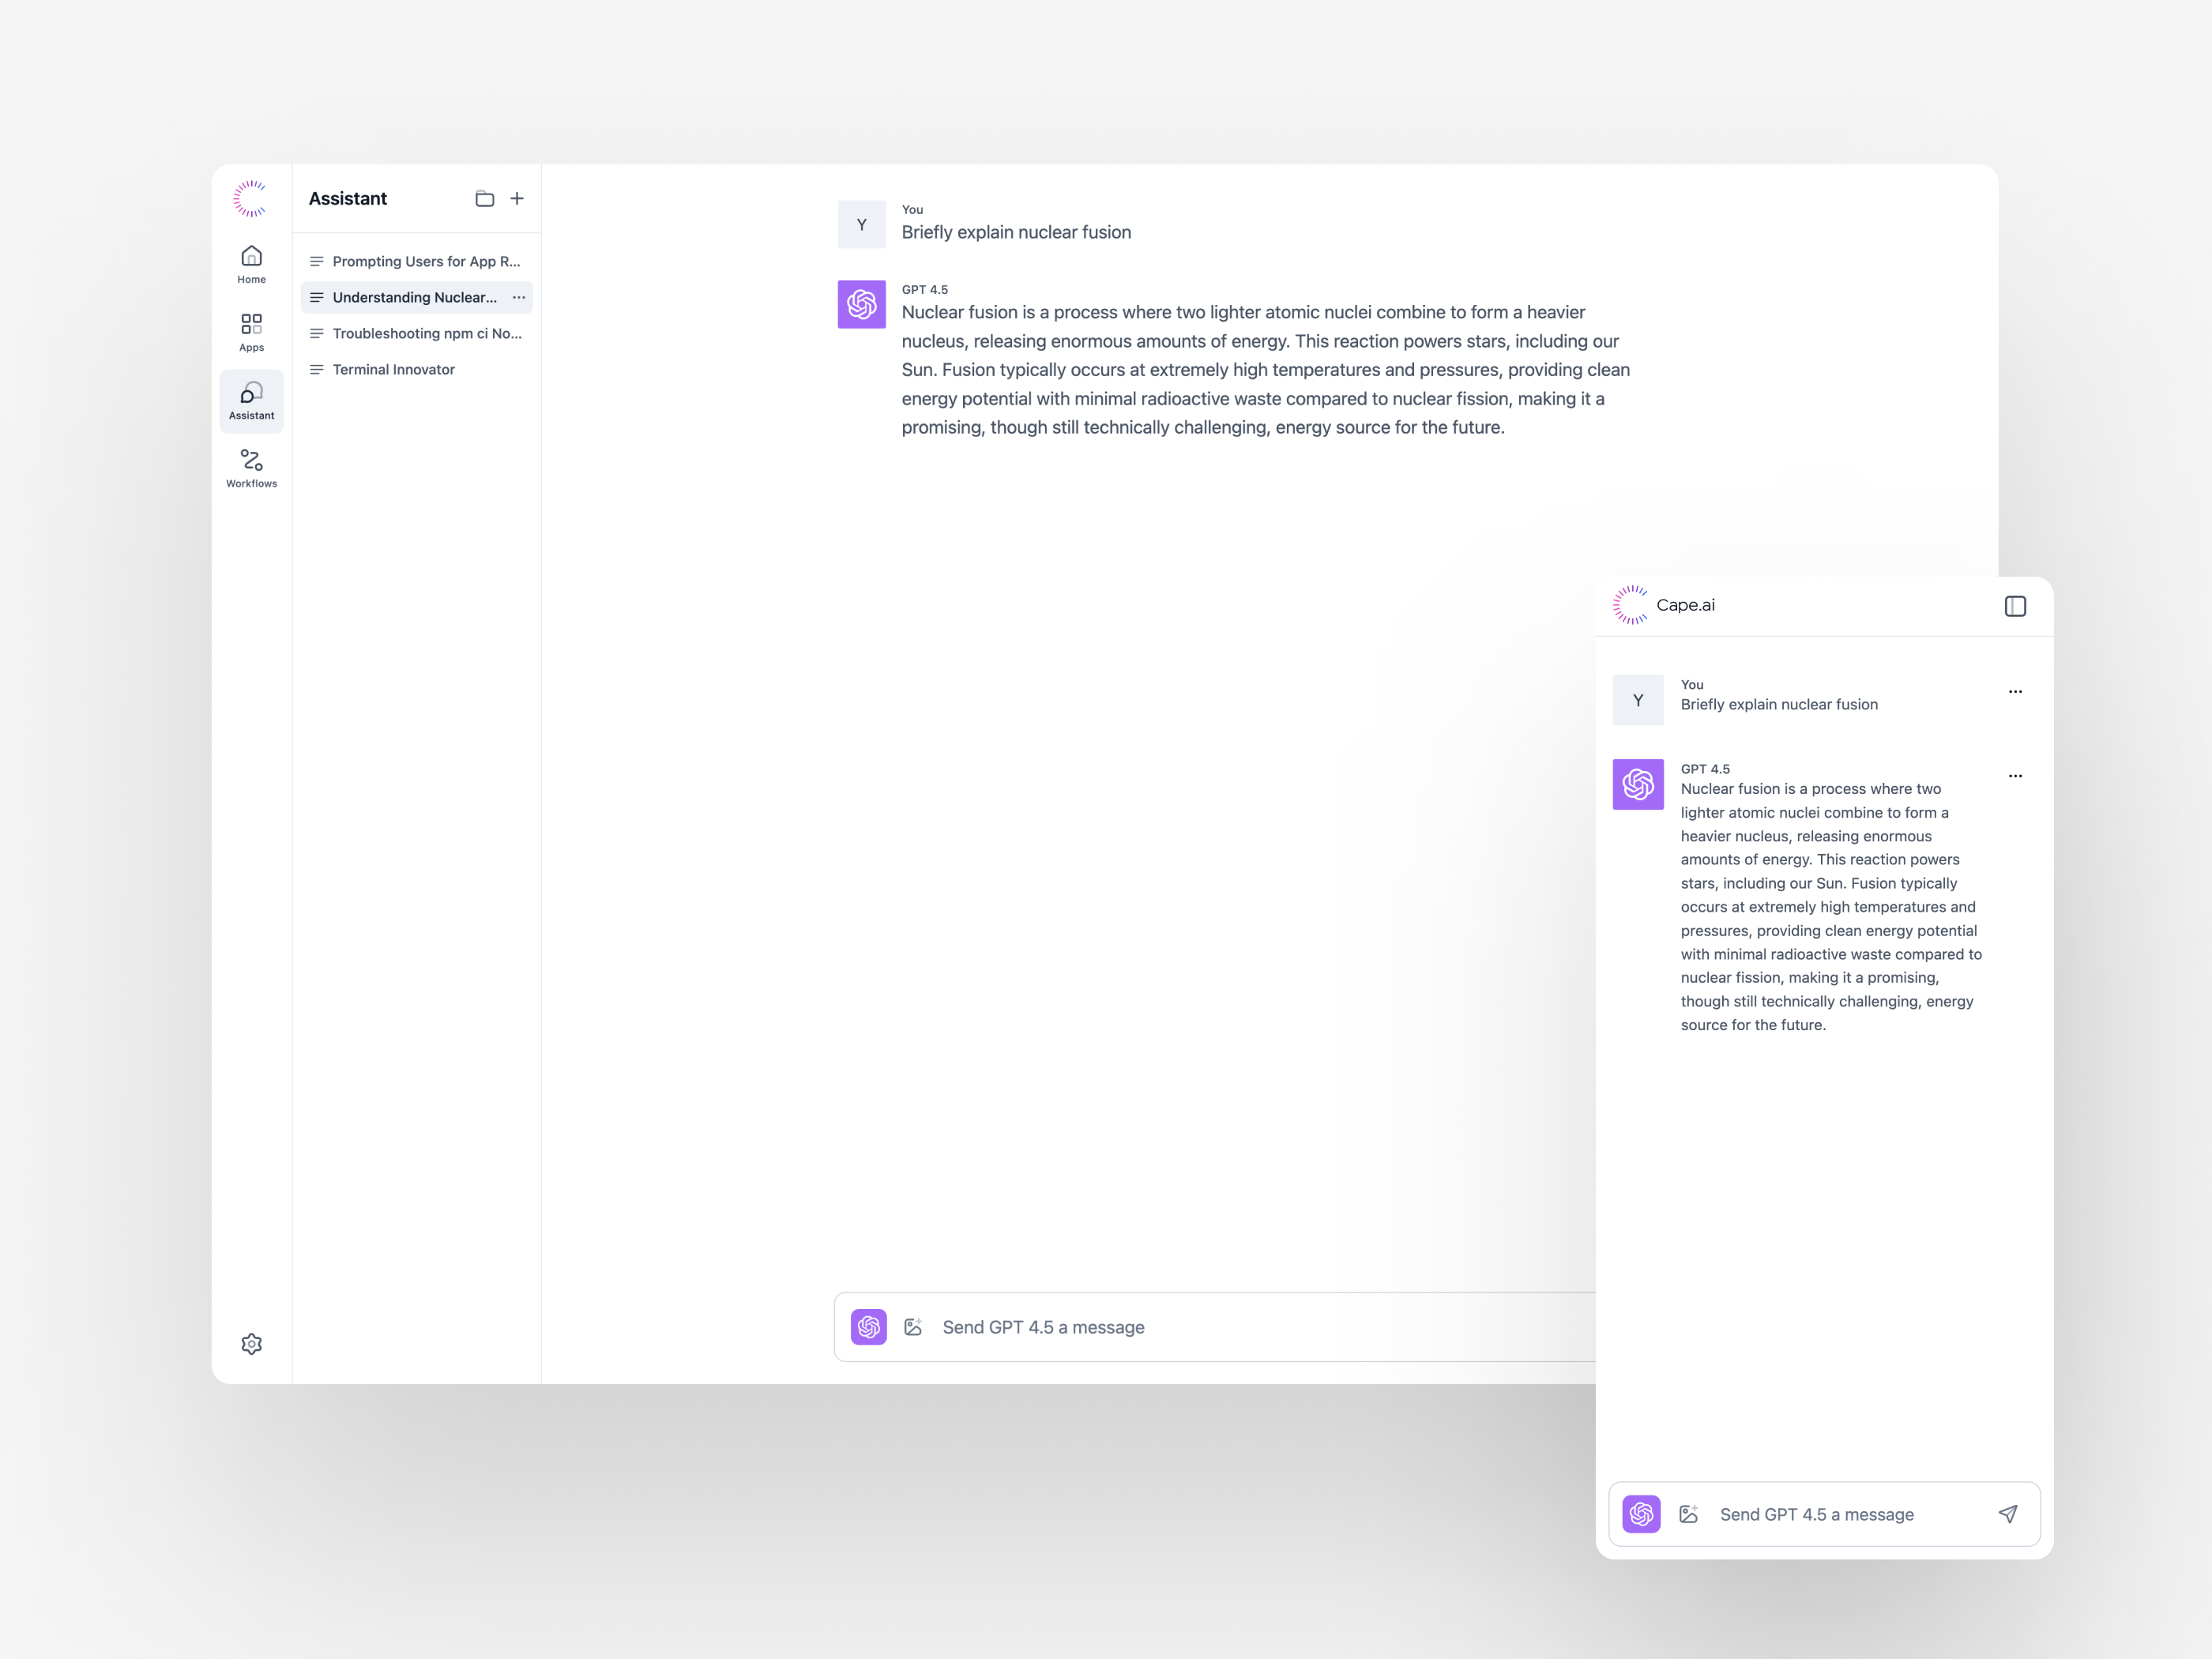 Home
Apps
Assistant
Workflows
Assistant
Prompting Users for App R...
Understanding Nuclear...
Troubleshooting npm ci No...
Terminal Innovator
Y
You
Briefly explain nuclear fusion
GPT 4.5
Nuclear fusion is a process where two lighter atomic nuclei combine to form a heavier
nucleus, releasing enormous amounts of energy. This reaction powers stars, including our
Sun. Fusion typically occurs at extremely high temperatures and pressures, providing clean
energy potential with minimal radioactive waste compared to nuclear fission, making it a
promising, though still technically challenging, energy source for the future.
Send GPT 4.5 a message
Cape.ai
Y
You
Briefly explain nuclear fusion
GPT 4.5
Nuclear fusion is a process where two
lighter atomic nuclei combine to form a
heavier nucleus, releasing enormous
amounts of energy. This reaction powers
stars, including our Sun. Fusion typically
occurs at extremely high temperatures and
pressures, providing clean energy potential
with minimal radioactive waste compared to
nuclear fission, making it a promising,
though still technically challenging, energy
source for the future.
Send GPT 4.5 a message